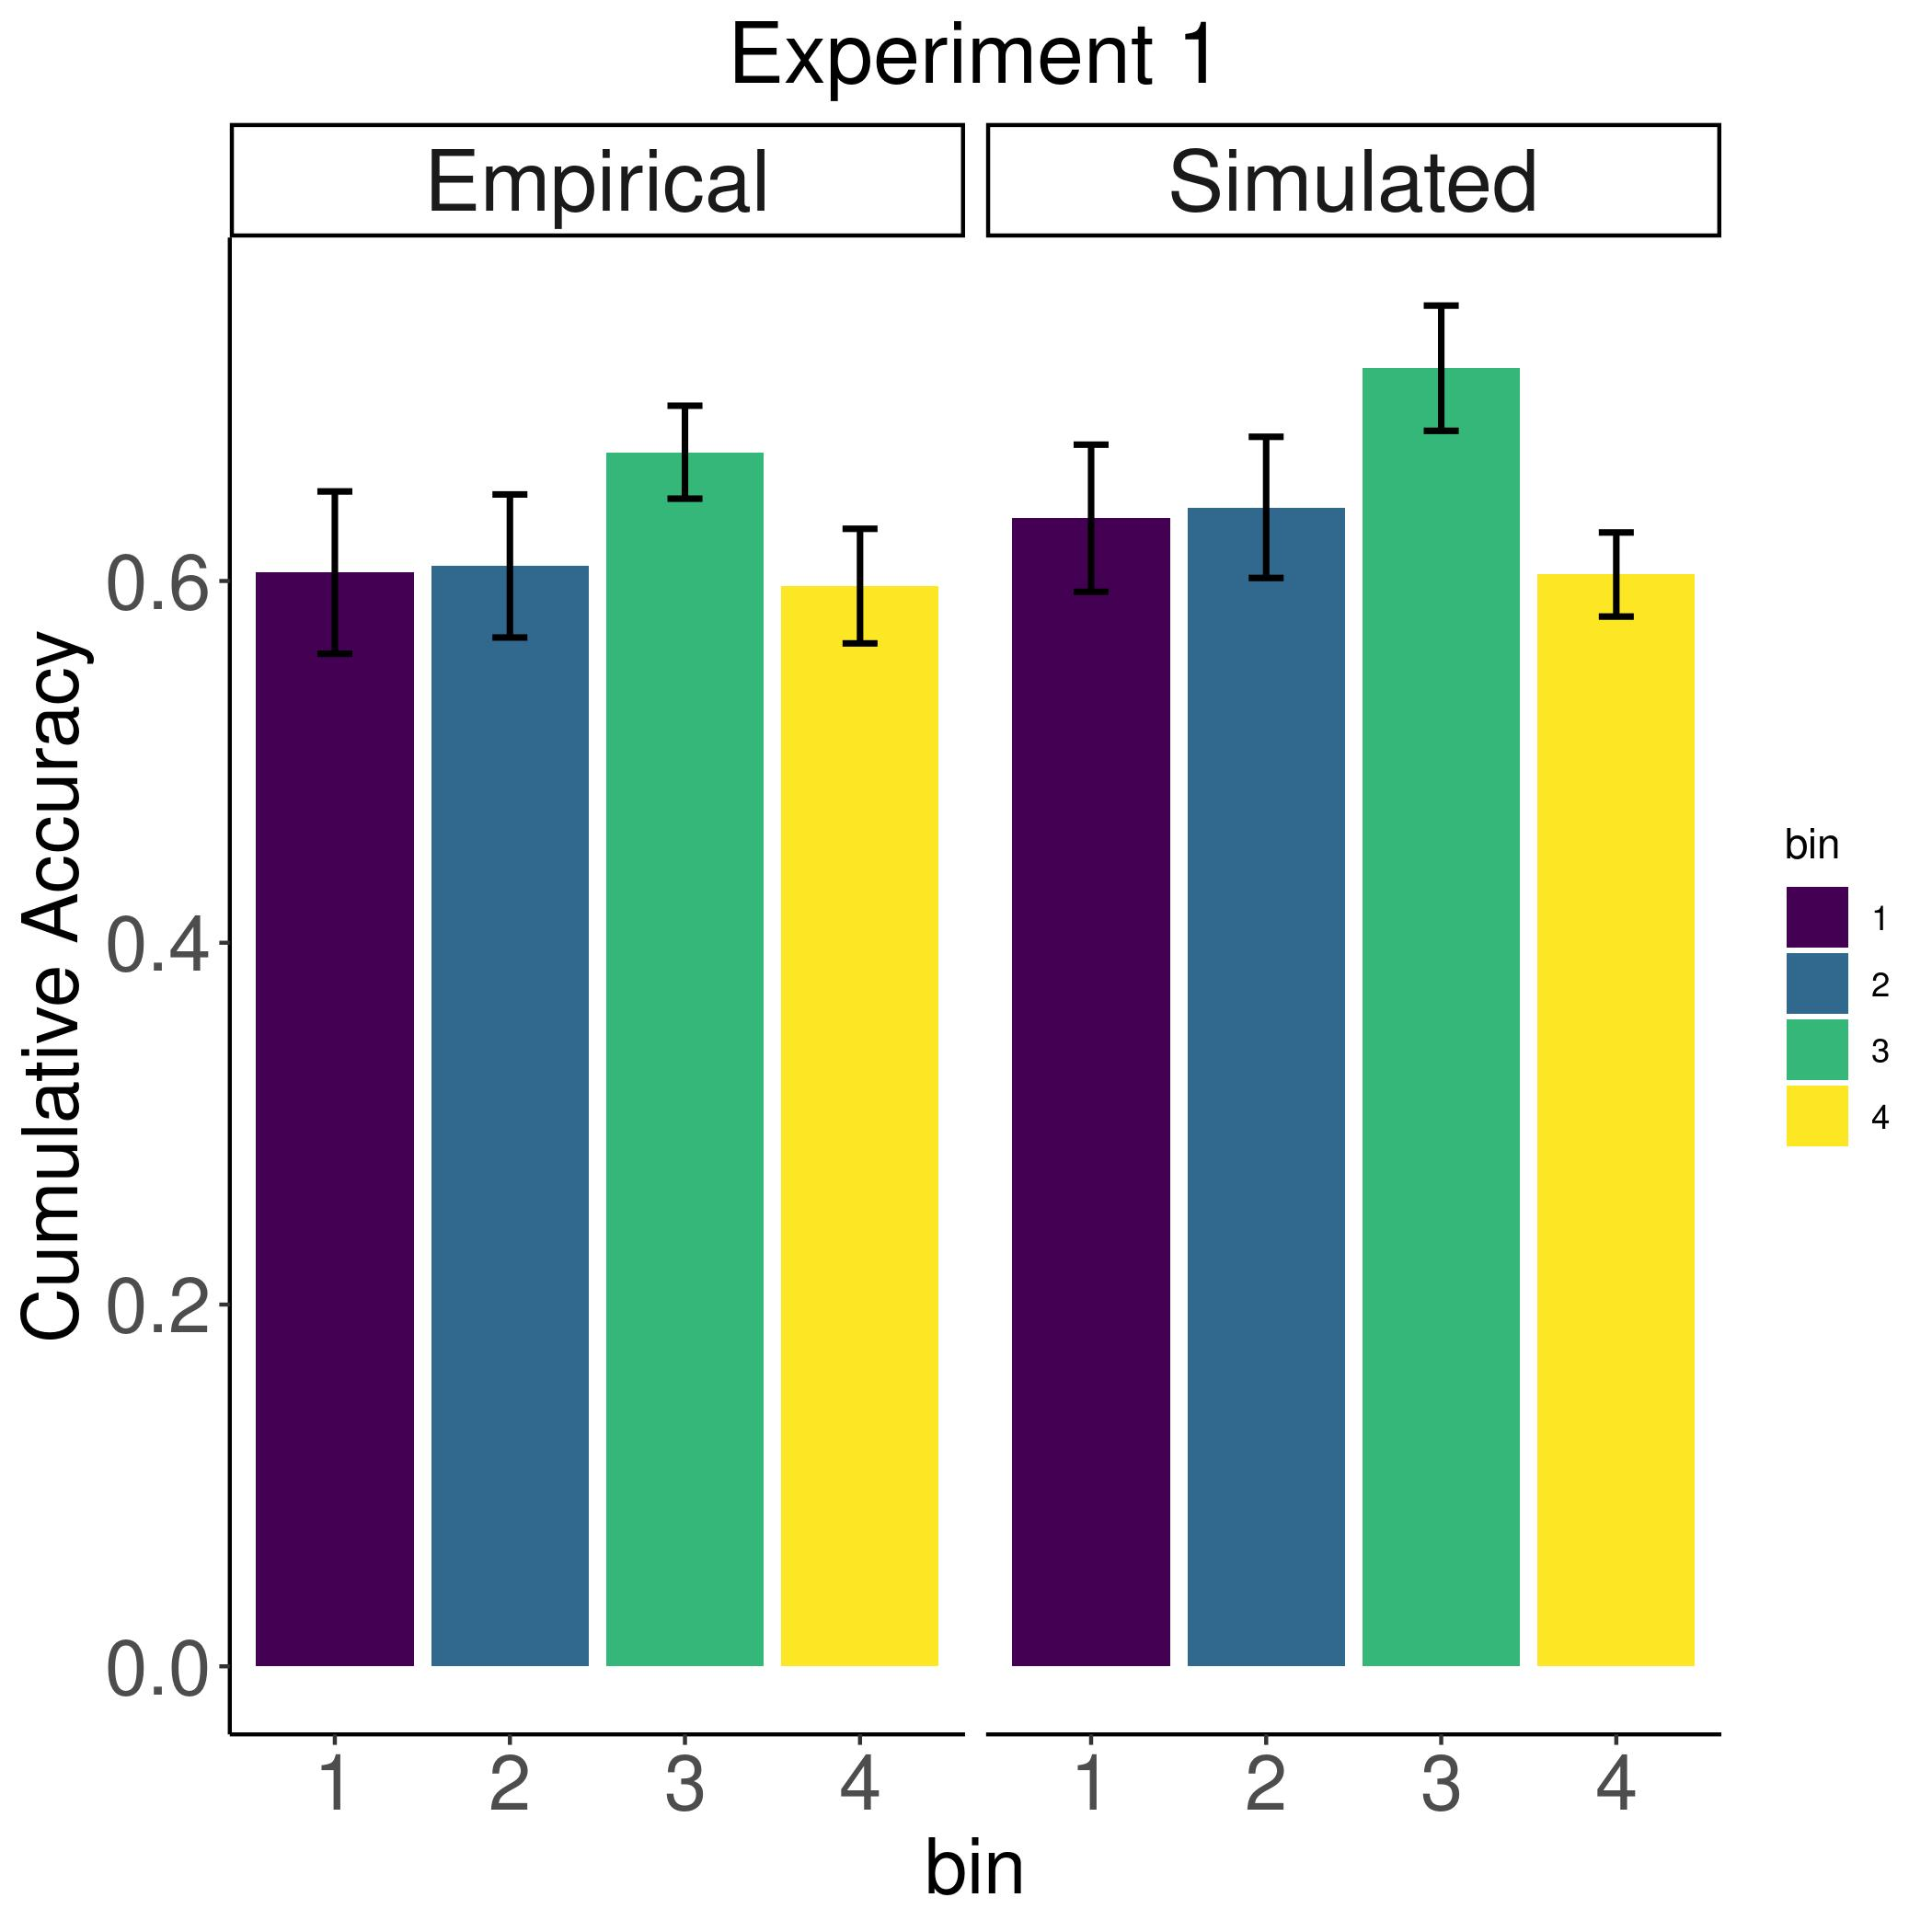 Experiment 1
Empirical
Simulated
Cumulative Accuracy
0.6
0.4
0.2
0.0
1 2 3 4
1 2 3 4
bin
bin
1
2
3
4